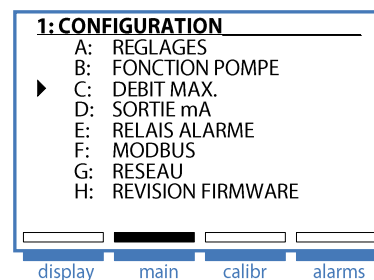 1: CONFIGURATION
A: REGLAGES
B: FONCTION POMPE
C: DEBIT MAX.
D: SORTIE mA
E: RELAIS ALARME
F: MODBUS
G: RESEAU
H: REVISION FIRMWARE
display main calibr alarms